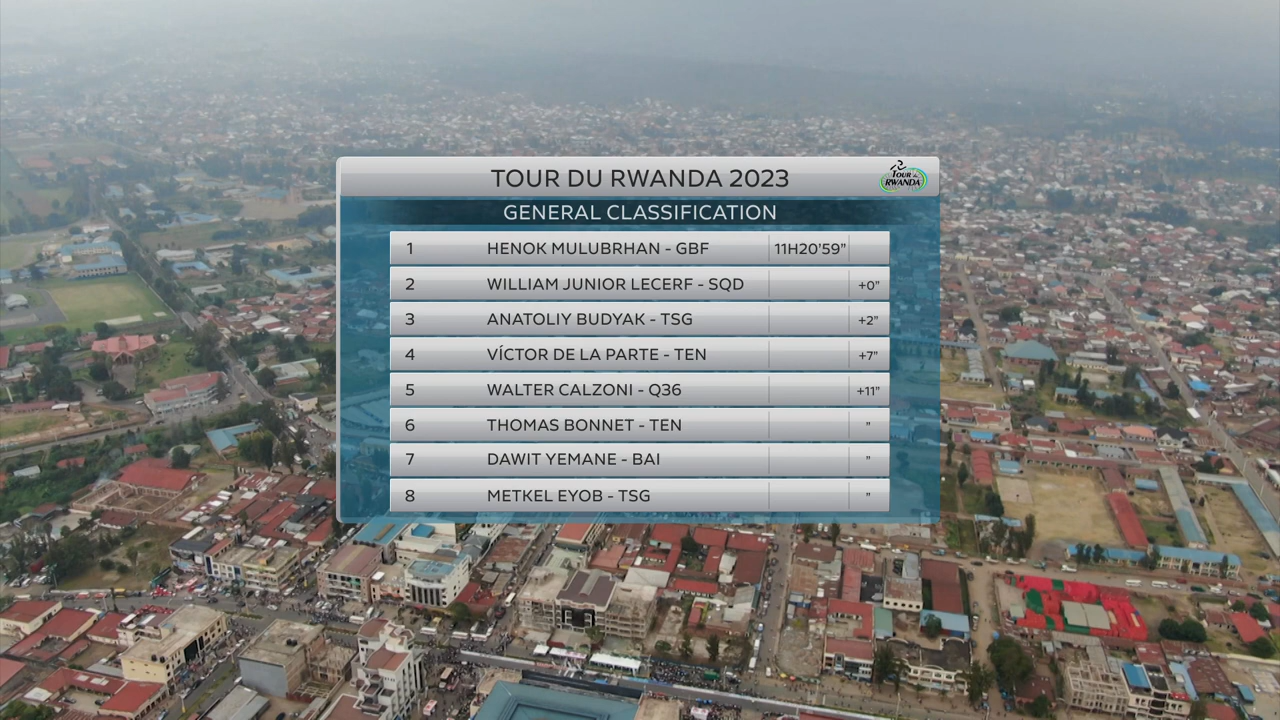 TOUR DU RWANDA 2023
TOUR DU RWANDA
GENERAL CLASSIFICATION
1 HENOK MULUBRHAN - GBF 11H20'59"
2 WILLIAM JUNIOR LECERF - SQD +0"
3 ANATOLIY BUDYAK - TSG +2"
4 VÍCTOR DE LA PARTE - TEN +7"
5 WALTER CALZONI - Q36 +11"
6 THOMAS BONNET - TEN "
7 DAWIT YEMANE - BAI "
8 METKEL EYOB - TSG "